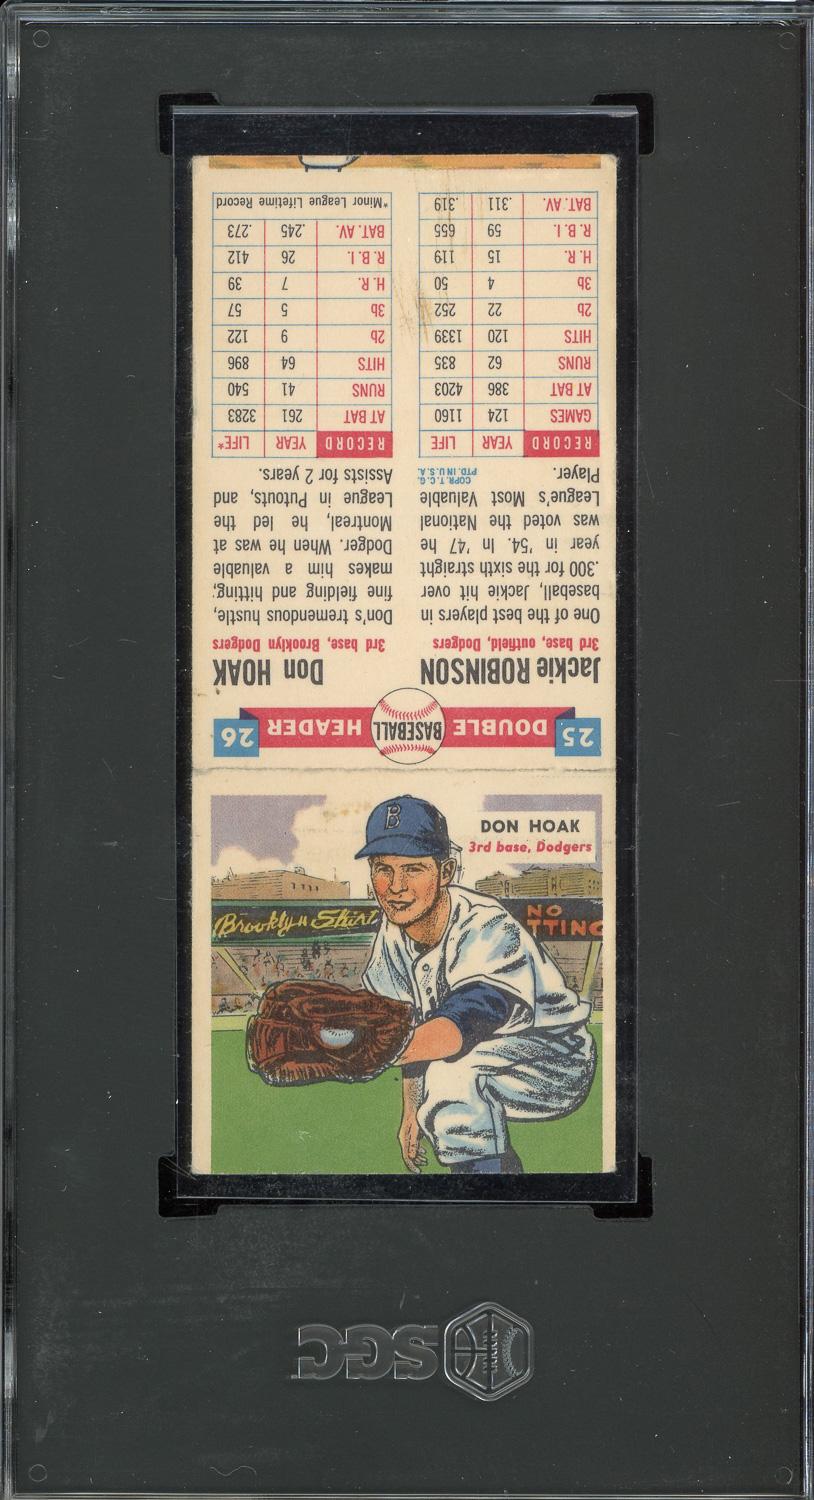 25 DOUBLE BASEBALL HEADER 26
Jackie ROBINSON
3rd base, outfield, Dodgers
One of the best players in
baseball, Jackie hit over
.300 for the sixth straight
year in '54. In '47 he
was voted the National
League's Most Valuable
Player.
COPR. T. C. G.
PTD. IN U. S. A.
RECORD YEAR LIFE
GAMES 124 1160
AT BAT 386 4203
RUNS 62 835
HITS 120 1339
2b 22 252
3b 4 50
H. R. 15 119
R. B. I. 59 655
BAT. AV. .311 .319
Don HOAK
3rd base, Brooklyn Dodgers
Don's tremendous hustle,
fine fielding and hitting;
makes him a valuable
Dodger. When he was at
Montreal, he led the
League in Putouts, and
Assists for 2 years.
RECORD YEAR LIFE*
AT BAT 261 3283
RUNS 41 540
HITS 64 896
2b 9 122
3b 5 57
H. R. 7 39
R. B. I. 26 412
BAT. AV. .245 .273
*Minor League Lifetime Record
B
DON HOAK
3rd base, Dodgers
Brooklyn Shirt
NO
TTING
SGC